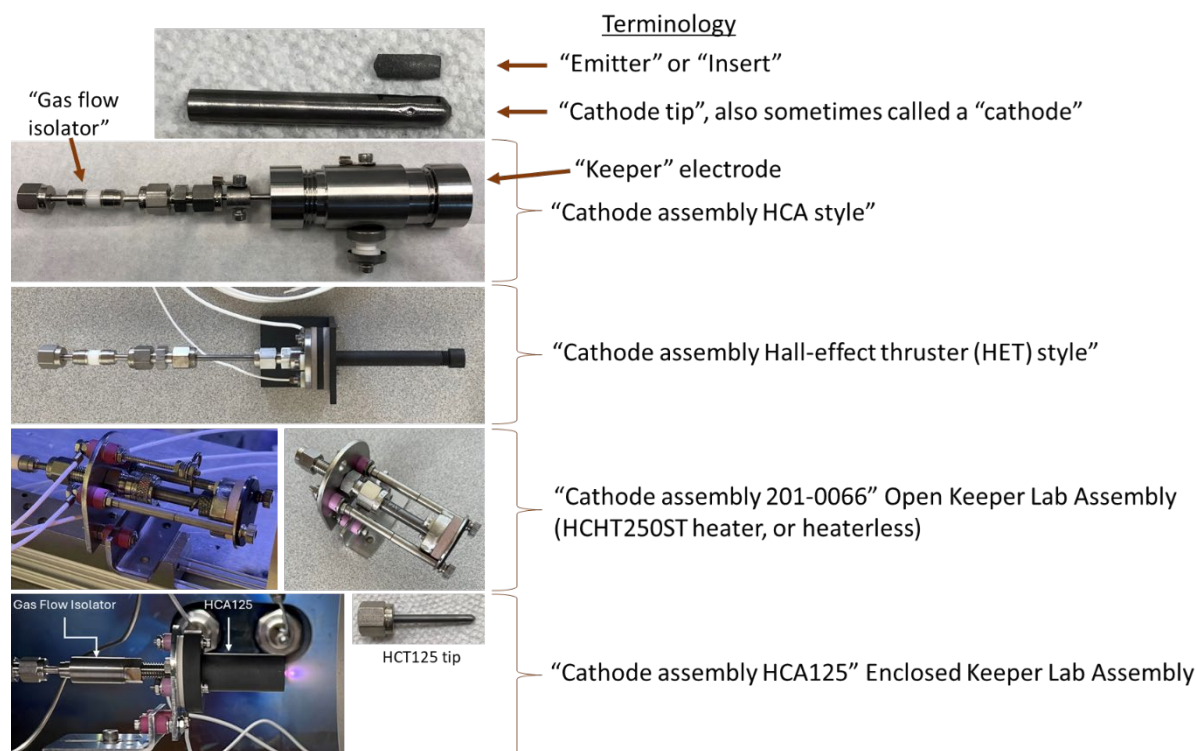 Terminology
“Emitter” or “Insert”
“Gas flow
isolator”
“Cathode tip”, also sometimes called a “cathode”
“Keeper” electrode
“Cathode assembly HCA style”
“Cathode assembly Hall-effect thruster (HET) style”
“Cathode assembly 201-0066” Open Keeper Lab Assembly
(HCHT250ST heater, or heaterless)
Gas Flow Isolator
HCA125
HCT125 tip
“Cathode assembly HCA125” Enclosed Keeper Lab Assembly